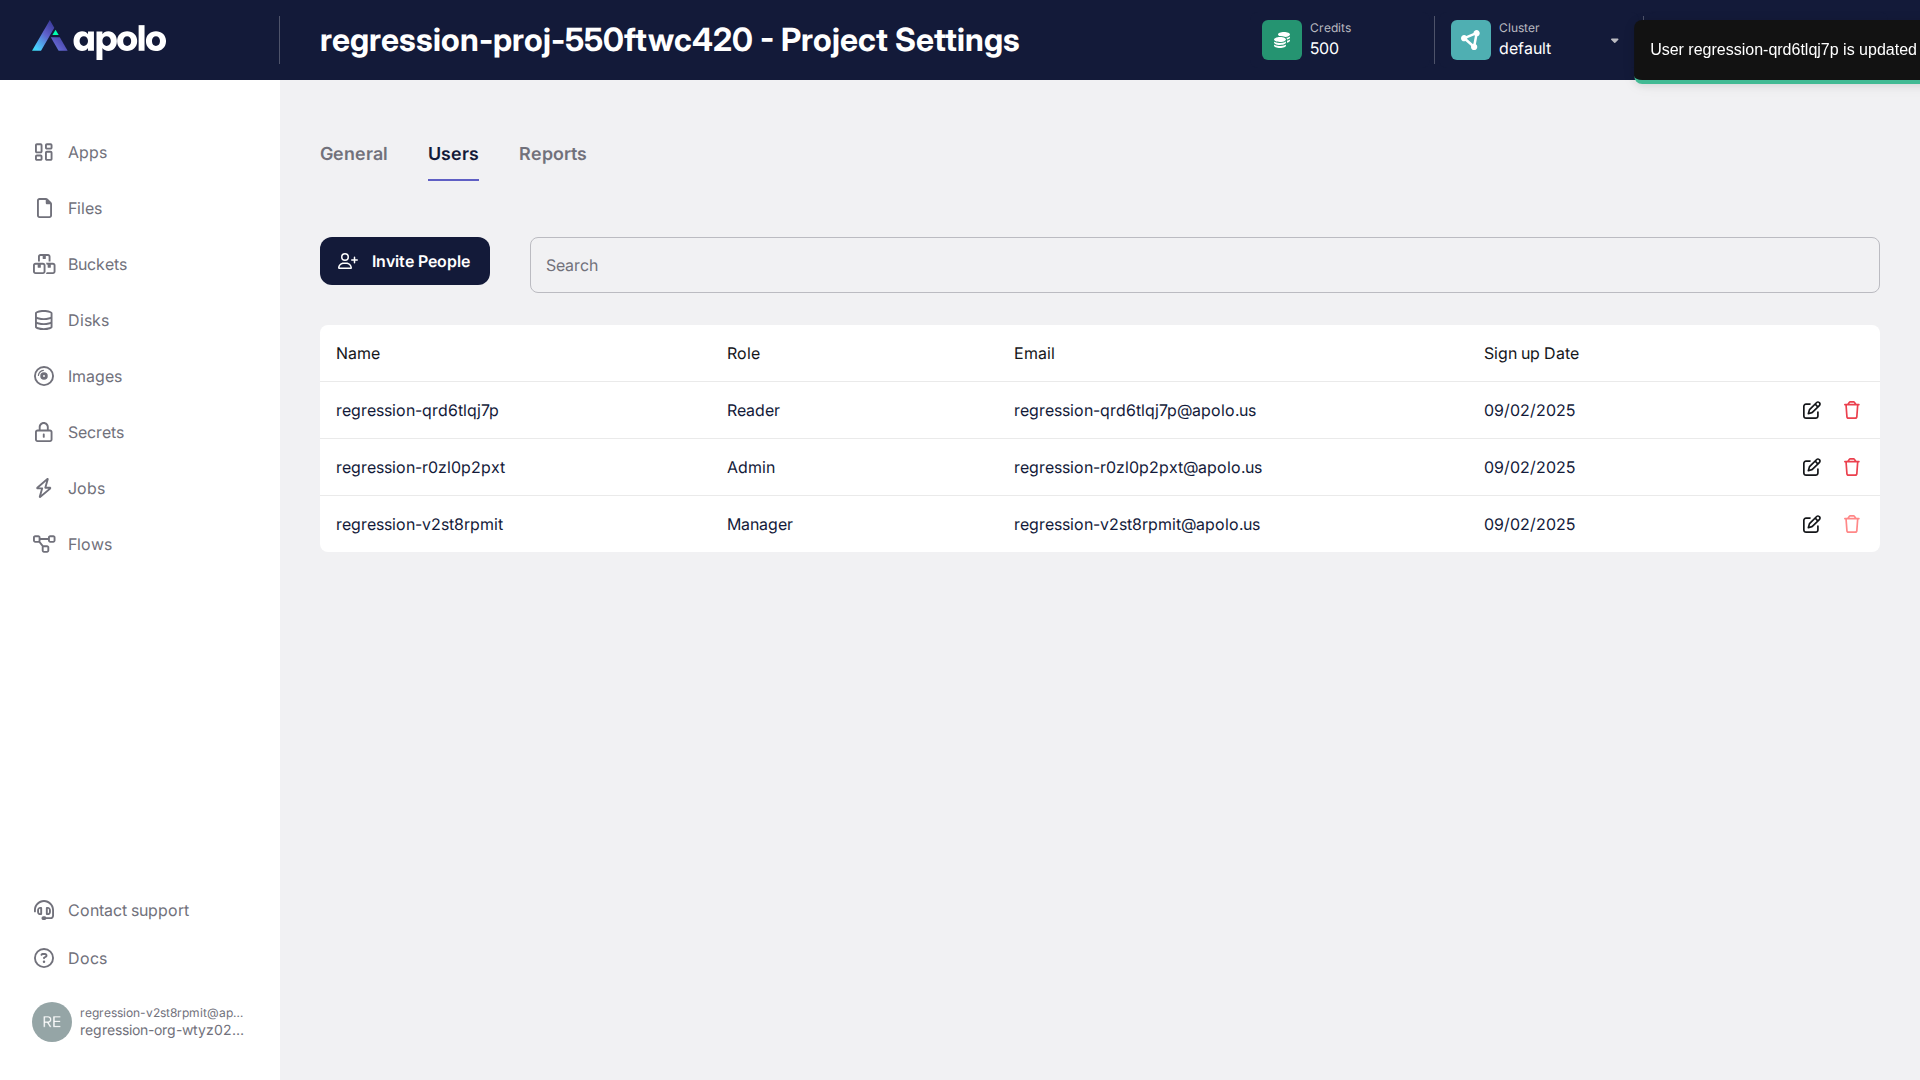 apolo
regression-proj-550ftwc420 - Project Settings
Credits
500
Cluster
default
User regression-qrd6tlqj7p is updated
Apps
Files
Buckets
Disks
Images
Secrets
Jobs
Flows
General
Users
Reports
Invite People
Search
Name Role Email Sign up Date
regression-qrd6tlqj7p Reader regression-qrd6tlqj7p@apolo.us 09/02/2025
regression-r0zl0p2pxt Admin regression-r0zl0p2pxt@apolo.us 09/02/2025
regression-v2st8rpmit Manager regression-v2st8rpmit@apolo.us 09/02/2025
Contact support
Docs
RE
regression-v2st8rpmit@ap...
regression-org-wtyz02...